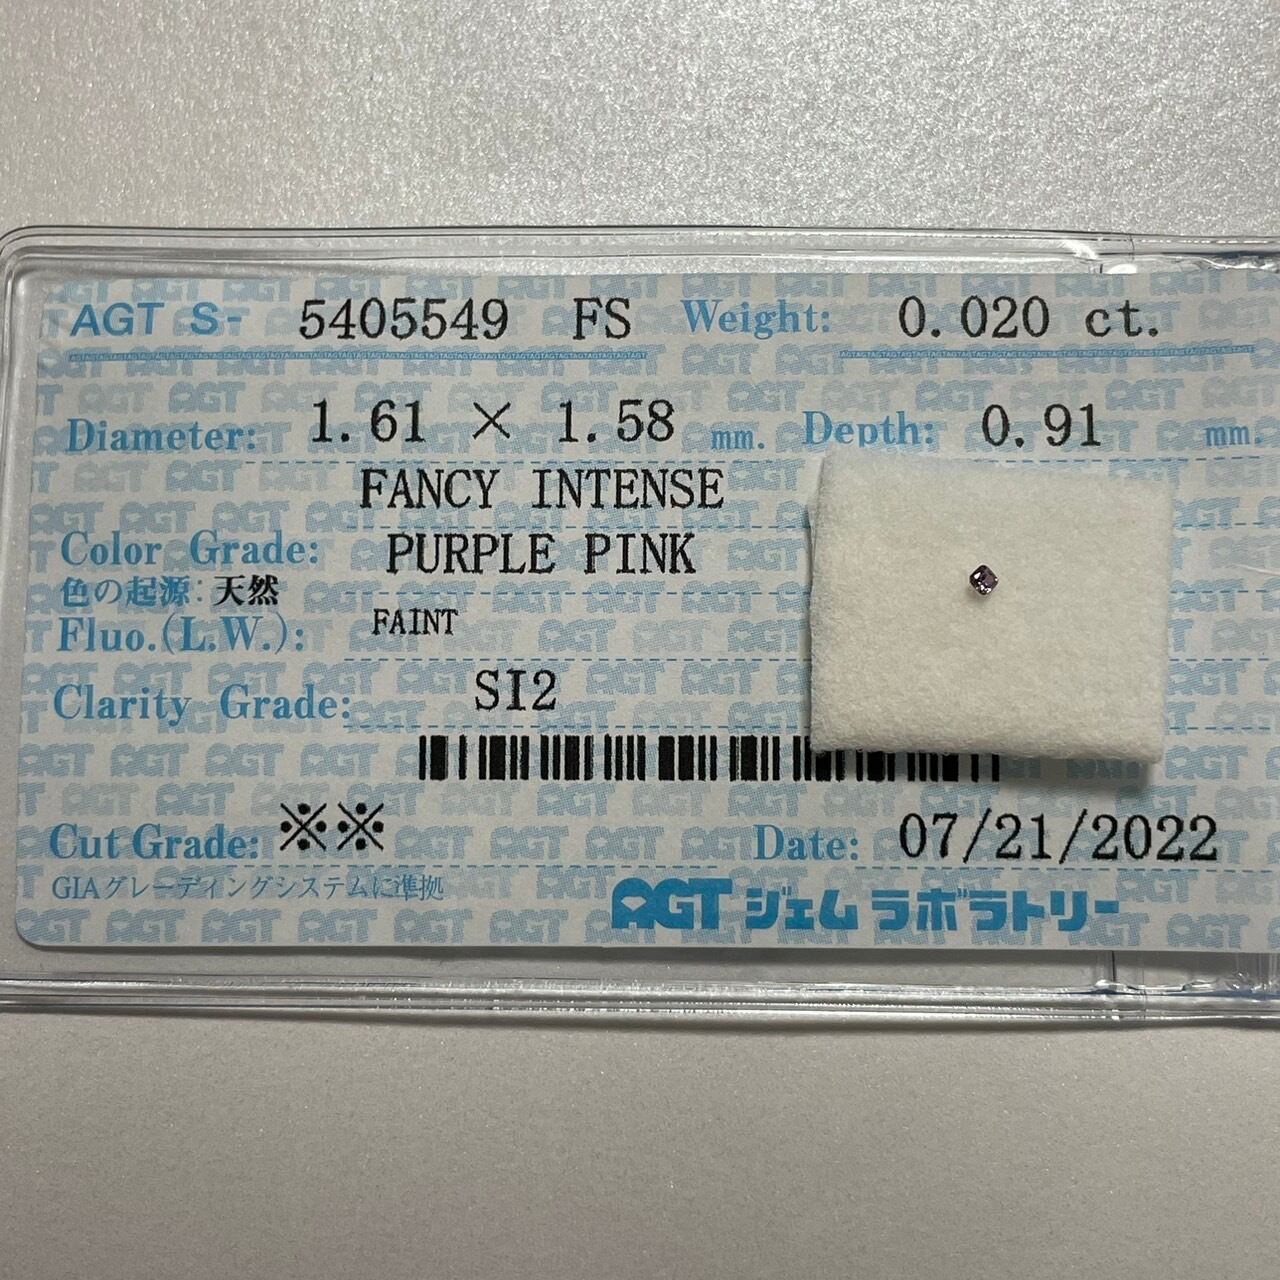 AGT S- 5405549 FS Weight: 0.020 ct.
Diameter: 1.61 × 1.58 mm. Depth: 0.91 mm.
FANCY INTENSE
Color Grade: PURPLE PINK
色の起源: 天然
Fluo.(L.W.): FAINT
Clarity Grade: SI2
Cut Grade: ※※ Date: 07/21/2022
GIAグレーディングシステムに準拠
AGT ジェムラボラトリー